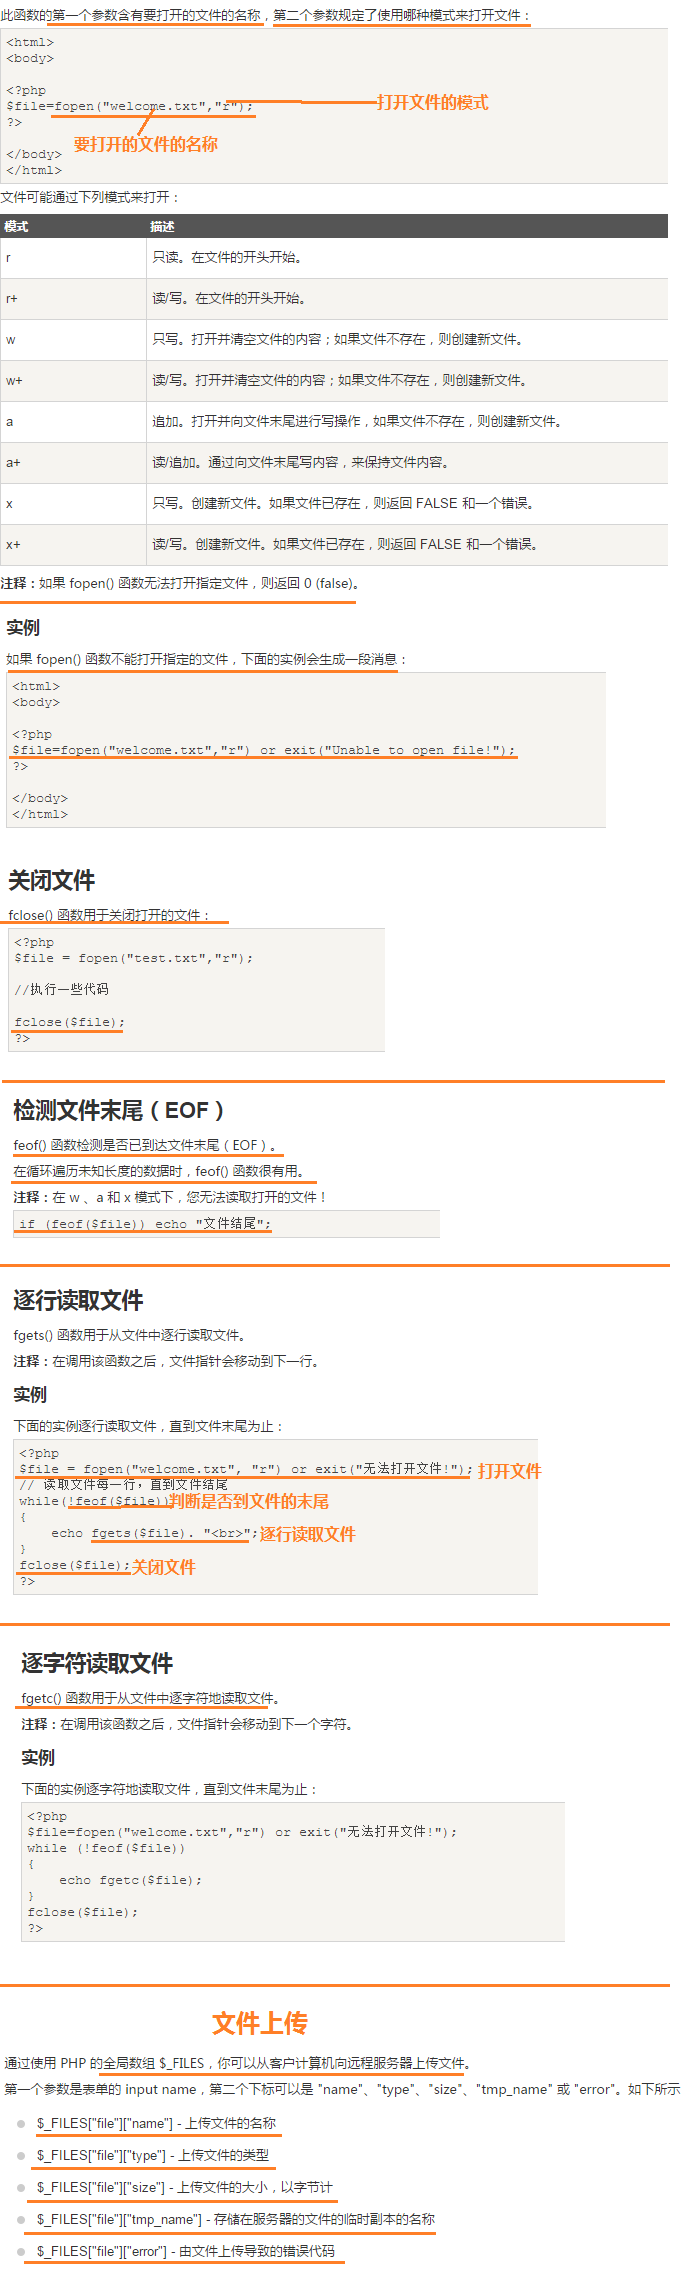 此函数的第一个参数含有要打开的文件的名称，第二个参数规定了使用哪种模式来打开文件：
<html>
<body>
<?php
$file=fopen("welcome.txt","r");
打开文件的模式
?>
要打开的文件的名称
</body>
</html>
文件可能通过下列模式来打开：
模式 描述
r 只读。在文件的开头开始。
r+ 读/写。在文件的开头开始。
w 只写。打开并清空文件的内容；如果文件不存在，则创建新文件。
w+ 读/写。打开并清空文件的内容；如果文件不存在，则创建新文件。
a 追加。打开并向文件末尾进行写操作，如果文件不存在，则创建新文件。
a+ 读/追加。通过向文件末尾写内容，来保持文件内容。
x 只写。创建新文件。如果文件已存在，则返回 FALSE 和一个错误。
x+ 读/写。创建新文件。如果文件已存在，则返回 FALSE 和一个错误。
注释：如果 fopen() 函数无法打开指定文件，则返回 0 (false)。
实例
如果 fopen() 函数不能打开指定的文件，下面的实例会生成一段消息：
<html>
<body>
<?php
$file=fopen("welcome.txt","r") or exit("Unable to open file!");
?>
</body>
</html>
关闭文件
fclose() 函数用于关闭打开的文件：
<?php
$file = fopen("test.txt","r");
//执行一些代码
fclose($file);
?>
检测文件末尾（EOF）
feof() 函数检测是否已到达文件末尾（EOF）。
在循环遍历未知长度的数据时，feof() 函数很有用。
注释：在 w 、a 和 x 模式下，您无法读取打开的文件！
if (feof($file)) echo "文件结尾";
逐行读取文件
fgets() 函数用于从文件中逐行读取文件。
注释：在调用该函数之后，文件指针会移动到下一行。
实例
下面的实例逐行读取文件，直到文件末尾为止：
<?php
$file = fopen("welcome.txt", "r") or exit("无法打开文件!"); 打开文件
// 读取文件每一行，直到文件结尾
while(!feof($file)) 判断是否到文件的末尾
{
echo fgets($file). "<br>"; 逐行读取文件
}
fclose($file); 关闭文件
?>
逐字符读取文件
fgetc() 函数用于从文件中逐字符地读取文件。
注释：在调用该函数之后，文件指针会移动到下一个字符。
实例
下面的实例逐字符地读取文件，直到文件末尾为止：
<?php
$file=fopen("welcome.txt","r") or exit("无法打开文件!");
while (!feof($file))
{
echo fgetc($file);
}
fclose($file);
?>
文件上传
通过使用 PHP 的全局数组 $_FILES，你可以从客户计算机向远程服务器上传文件。
第一个参数是表单的 input name，第二个下标可以是 "name"、"type"、"size"、"tmp_name" 或 "error"。如下所示
$_FILES["file"]["name"] - 上传文件的名称
$_FILES["file"]["type"] - 上传文件的类型
$_FILES["file"]["size"] - 上传文件的大小，以字节计
$_FILES["file"]["tmp_name"] - 存储在服务器的文件的临时副本的名称
$_FILES["file"]["error"] - 由文件上传导致的错误代码